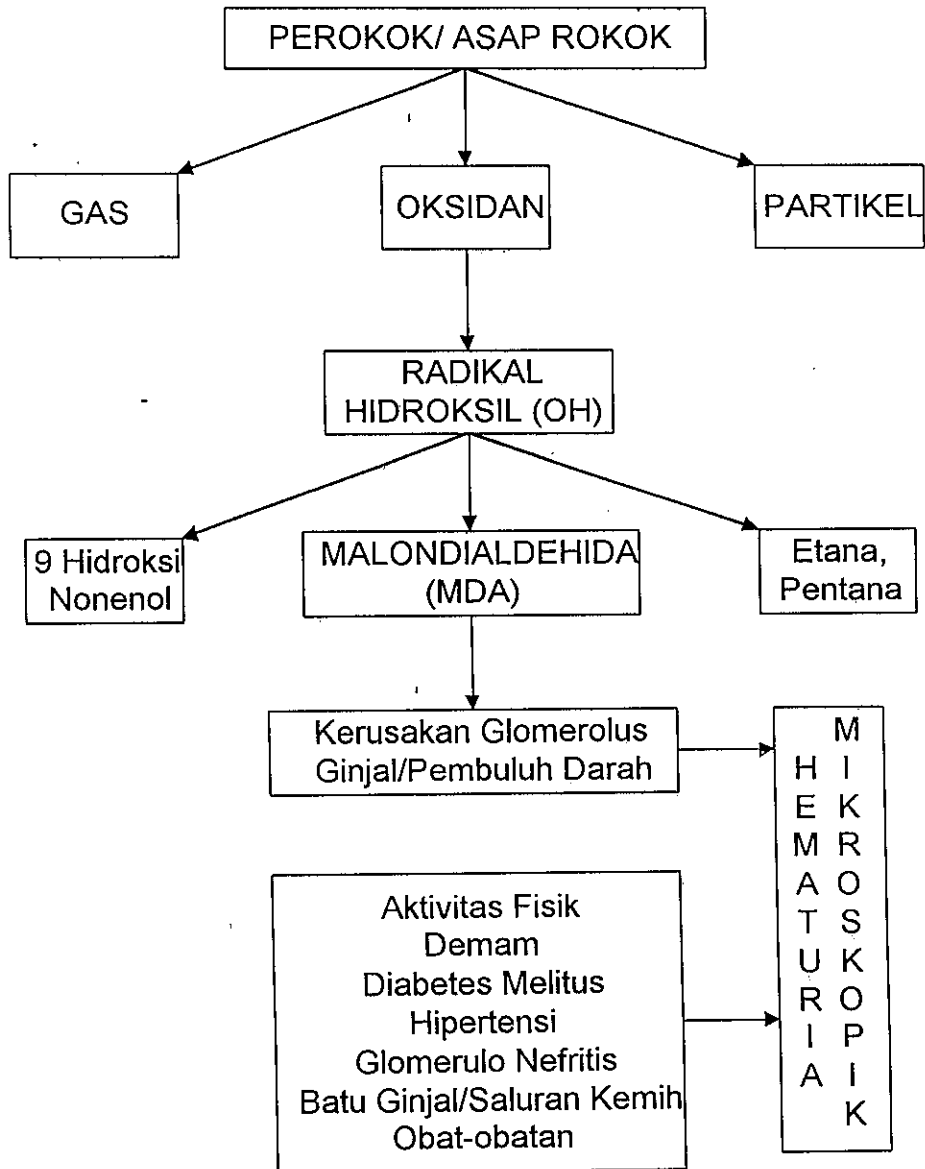 PEROKOK/ ASAP ROKOK
GAS
OKSIDAN
PARTIKEL
RADIKAL
HIDROKSIL (OH)
9 Hidroksi
Nonenol
MALONDIALDEHIDA
(MDA)
Etana,
Pentana
Kerusakan Glomerolus
Ginjal/Pembuluh Darah
HEMATURIA
MIKROSKOPIK
Aktivitas Fisik
Demam
Diabetes Melitus
Hipertensi
Glomerulo Nefritis
Batu Ginjal/Saluran Kemih
Obat-obatan